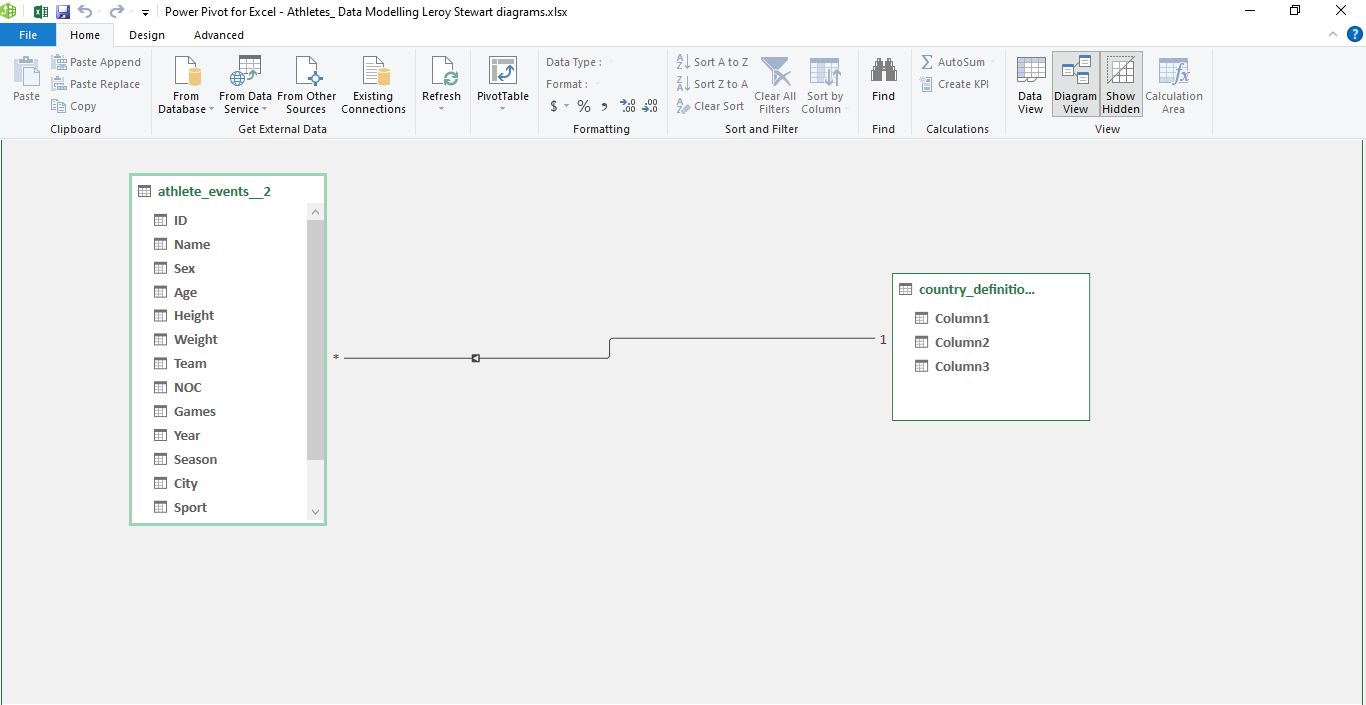 Power Pivot for Excel - Athletes_ Data Modelling Leroy Stewart diagrams.xlsx
File Home Design Advanced
Paste
Paste Append
Paste Replace
Copy
Clipboard
From Database
From Data Service
From Other Sources
Existing Connections
Get External Data
Refresh
PivotTable
Data Type :
Format :
$ % , .00 .00
Formatting
Sort A to Z
Sort Z to A
Clear Sort
Clear All Filters
Sort by Column
Sort and Filter
Find
Find
AutoSum
Create KPI
Calculations
Data View
Diagram View
Show Hidden
Calculation Area
View
athlete_events__2
ID
Name
Sex
Age
Height
Weight
Team
NOC
Games
Year
Season
City
Sport
*
1
country_definitio...
Column1
Column2
Column3